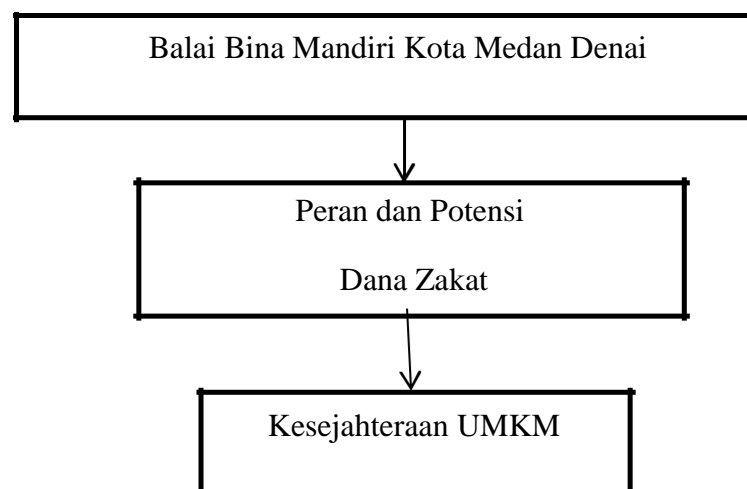 Balai Bina Mandiri Kota Medan Denai
Peran dan Potensi
Dana Zakat
Kesejahteraan UMKM